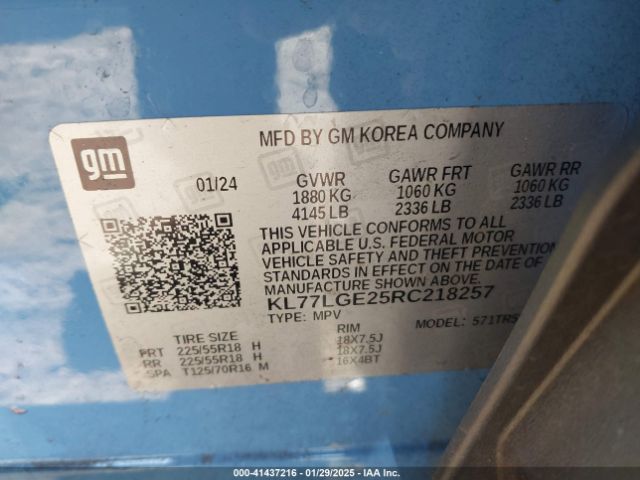 gm
MFD BY GM KOREA COMPANY
01/24
GVWR GAWR FRT GAWR RR
1880 KG 1060 KG 1060 KG
4145 LB 2336 LB 2336 LB
THIS VEHICLE CONFORMS TO ALL
APPLICABLE U.S. FEDERAL MOTOR
VEHICLE SAFETY AND THEFT PREVENTION
STANDARDS IN EFFECT ON THE DATE OF
MANUFACTURE SHOWN ABOVE.
KL77LGE25RC218257
TYPE: MPV MODEL:
TIRE SIZE RIM
FRT 225/55R18 H 18X7.5J
RR 225/55R18 H 18X7.5J
SPA T125/70R16 M 16X4BT
000-41437216 - 01/29/2025 - IAA Inc.